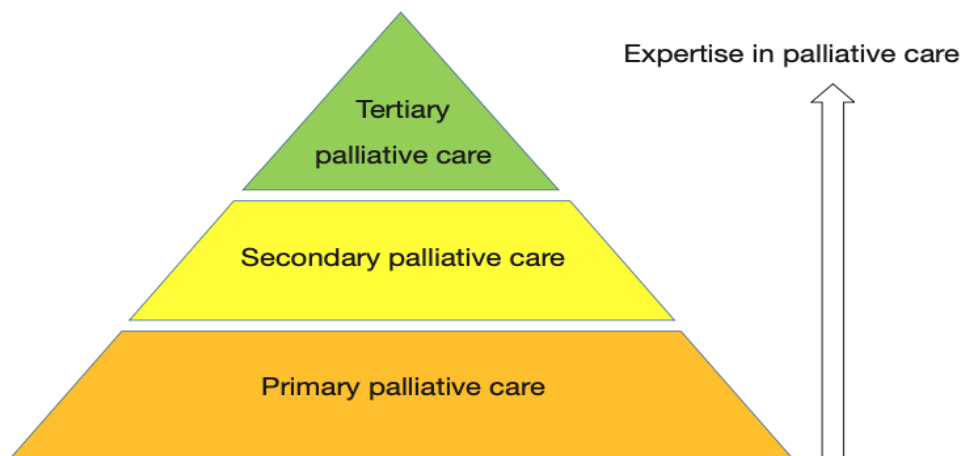 Expertise in palliative care
Tertiary
palliative care
Secondary palliative care
Primary palliative care